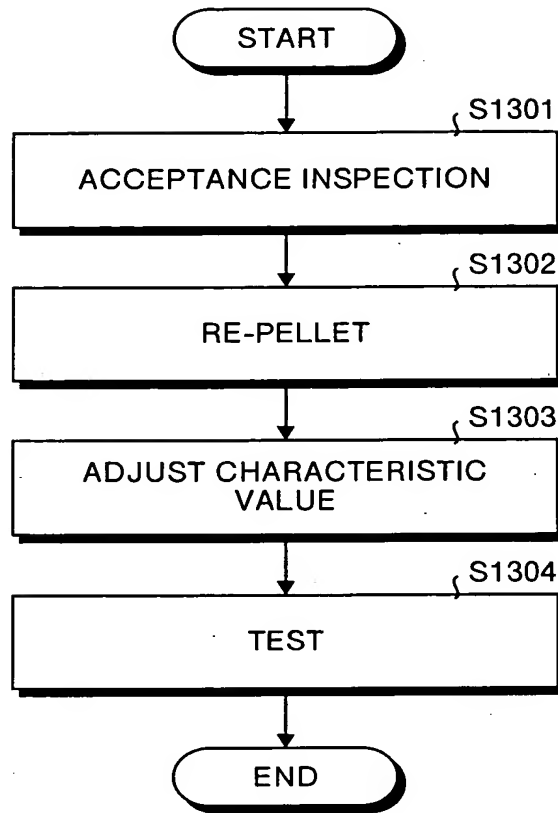 START
S1301
ACCEPTANCE INSPECTION
S1302
RE-PELLET
S1303
ADJUST CHARACTERISTIC
VALUE
S1304
TEST
END